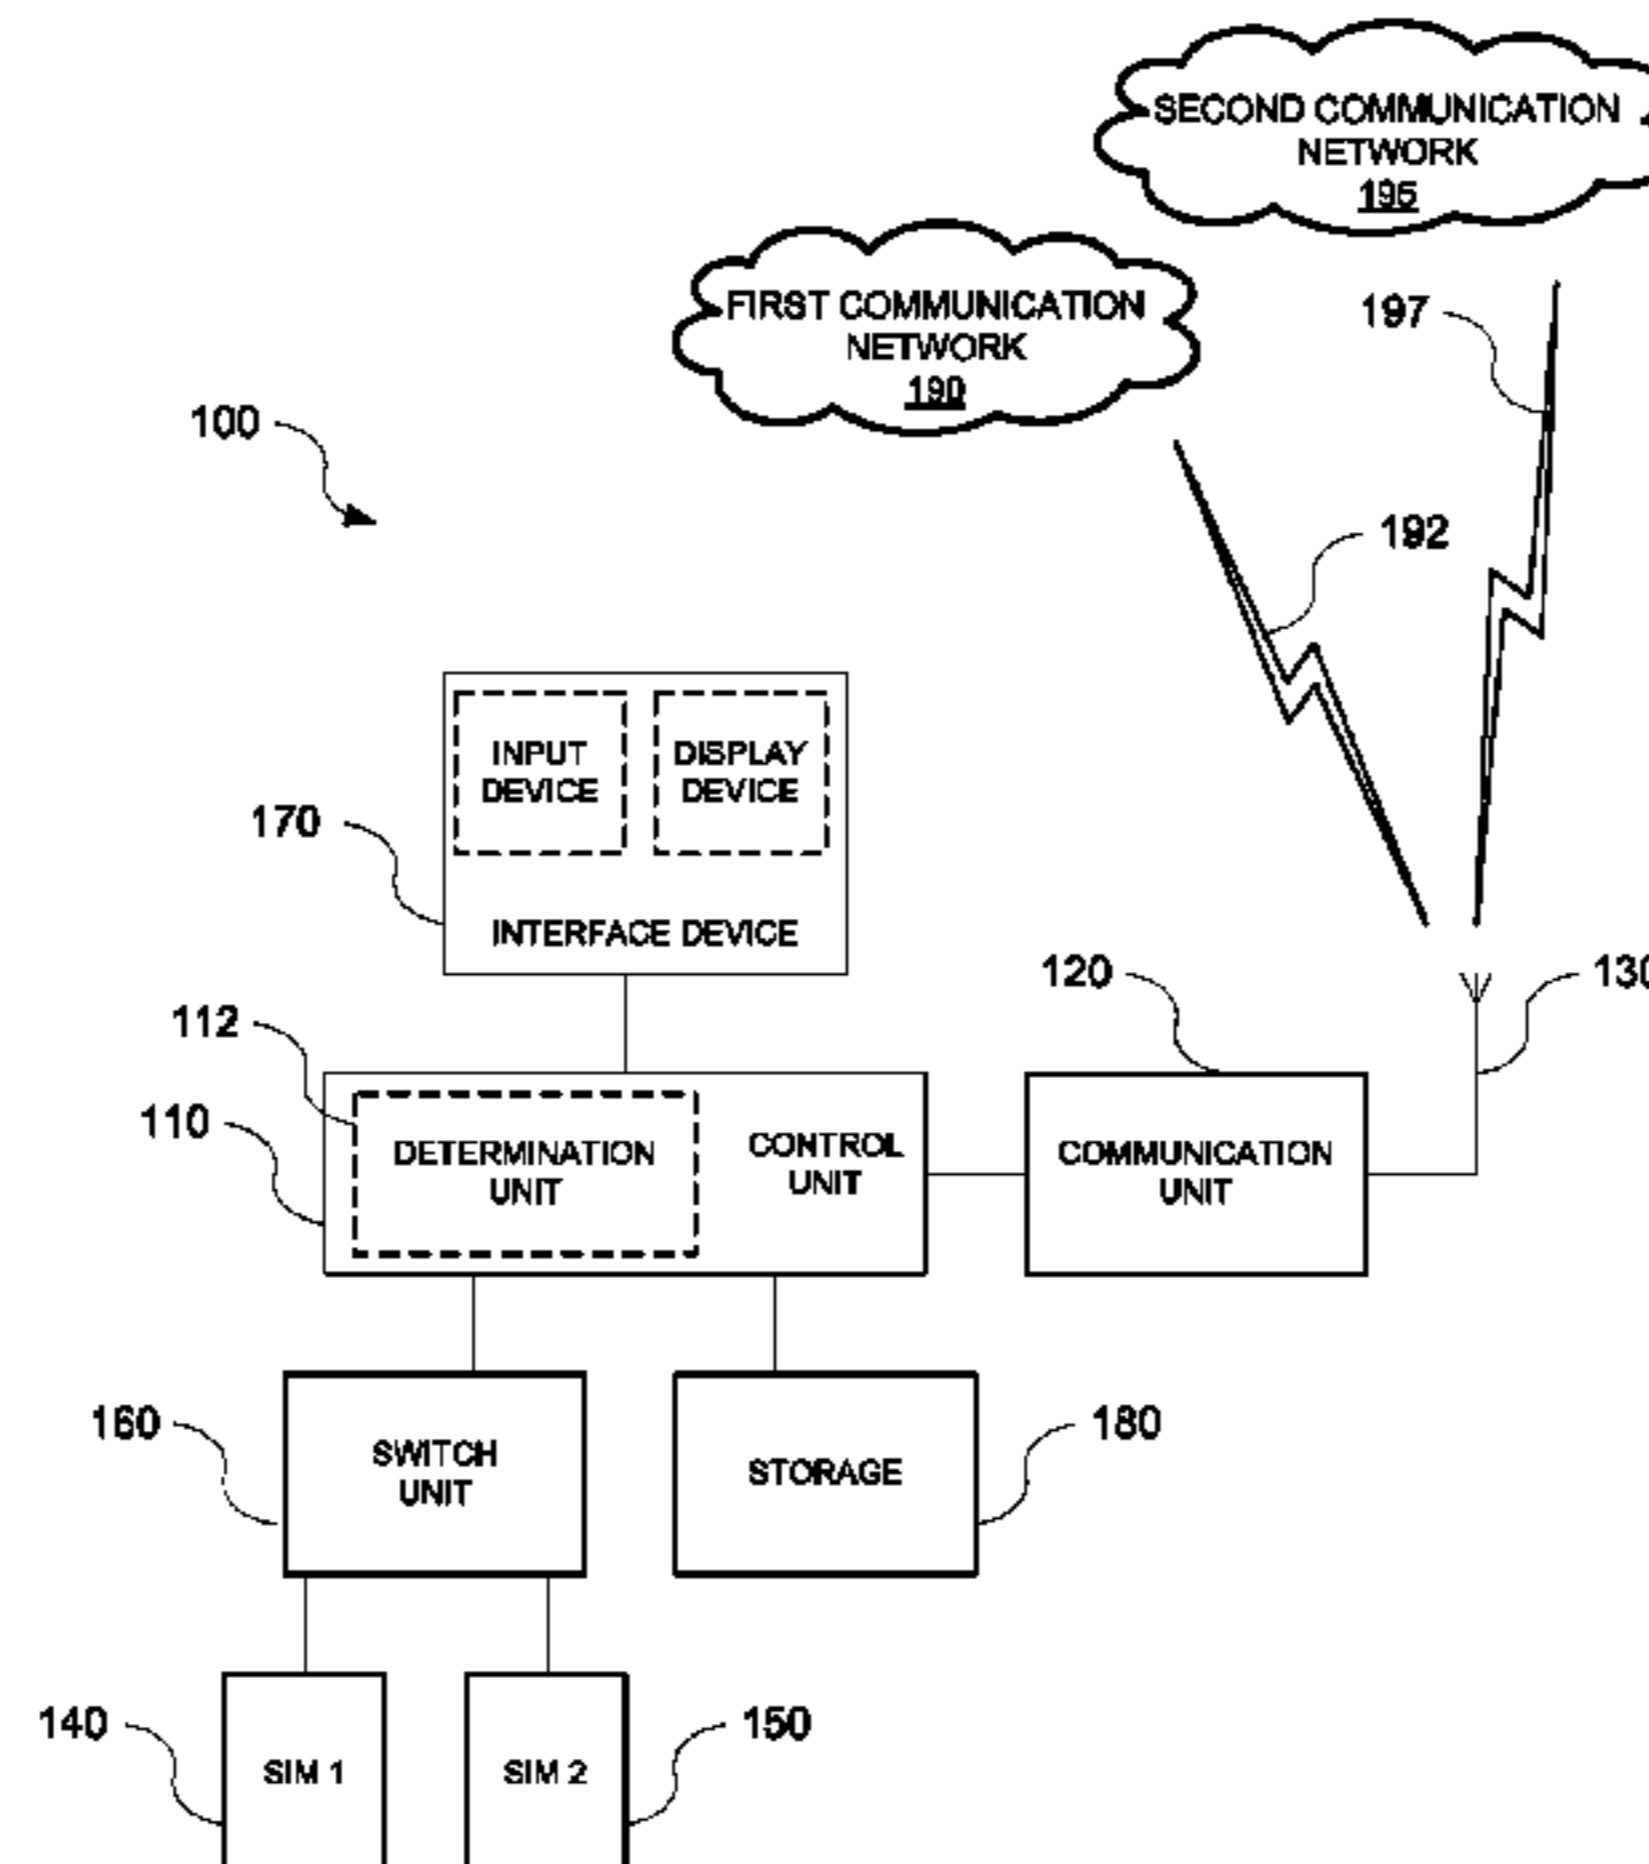 SECOND COMMUNICATION
NETWORK
195
FIRST COMMUNICATION
NETWORK
190
197
100
192
INPUT
DEVICE
DISPLAY
DEVICE
170
INTERFACE DEVICE
120
130
112
110
DETERMINATION
UNIT
CONTROL
UNIT
COMMUNICATION
UNIT
160
SWITCH
UNIT
STORAGE
180
140
SIM 1
SIM 2
150